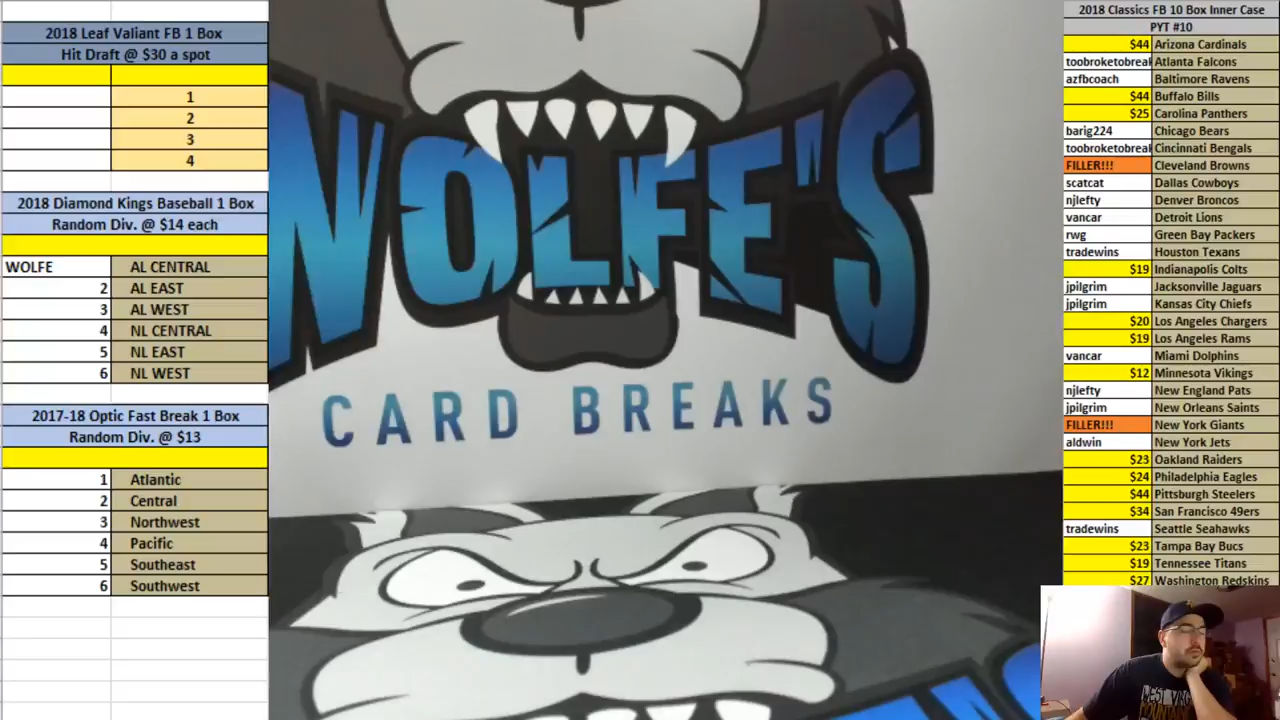 2018 Leaf Valiant FB 1 Box
Hit Draft @ $30 a spot
1
2
3
4
2018 Diamond Kings Baseball 1 Box
Random Div. @ $14 each
WOLFE AL CENTRAL
2 AL EAST
3 AL WEST
4 NL CENTRAL
5 NL EAST
6 NL WEST
2017-18 Optic Fast Break 1 Box
Random Div. @ $13
1 Atlantic
2 Central
3 Northwest
4 Pacific
5 Southeast
6 Southwest
WOLFE'S
CARD BREAKS
2018 Classics FB 10 Box Inner Case
PYT #10
$44 Arizona Cardinals
toobroketobreak Atlanta Falcons
azfbcoach Baltimore Ravens
$44 Buffalo Bills
$25 Carolina Panthers
barig224 Chicago Bears
toobroketobreak Cincinnati Bengals
FILLER!!! Cleveland Browns
scatcat Dallas Cowboys
njlefty Denver Broncos
vancar Detroit Lions
rwg Green Bay Packers
tradewins Houston Texans
$19 Indianapolis Colts
jpilgrim Jacksonville Jaguars
jpilgrim Kansas City Chiefs
$20 Los Angeles Chargers
$19 Los Angeles Rams
vancar Miami Dolphins
$12 Minnesota Vikings
njlefty New England Pats
jpilgrim New Orleans Saints
FILLER!!! New York Giants
aldwin New York Jets
$23 Oakland Raiders
$24 Philadelphia Eagles
$44 Pittsburgh Steelers
$34 San Francisco 49ers
tradewins Seattle Seahawks
$23 Tampa Bay Bucs
$19 Tennessee Titans
$27 Washington Redskins